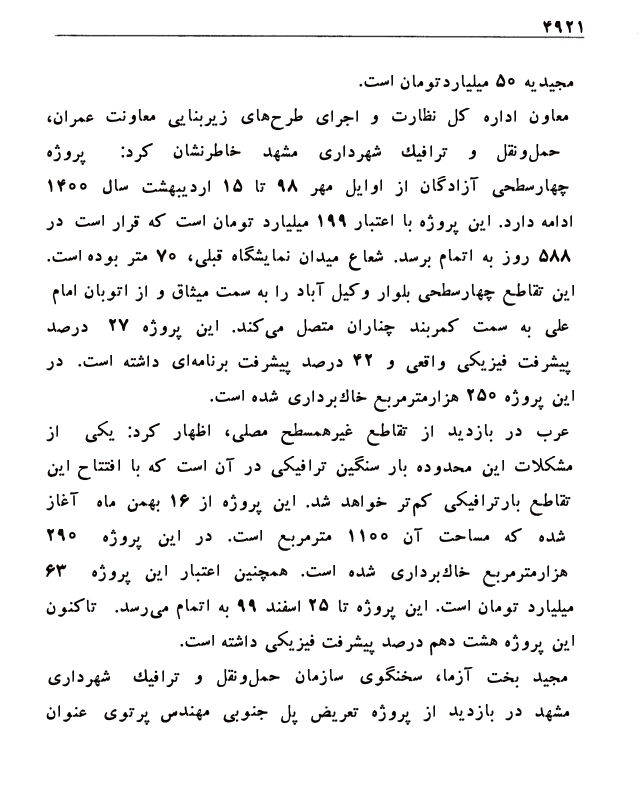 ۴۹۲۱
مجیدیه ۵۰ میلیاردتومان است.
معاون اداره کل نظارت و اجرای طرح‌های زیربنایی معاونت عمران،
حمل‌ونقل و ترافیك شهرداری مشهد خاطرنشان کرد: پروژه
چهارسطحی آزادگان از اوایل مهر ۹۸ تا ۱۵ اردیبهشت سال ۱۴۰۰
ادامه دارد. این پروژه با اعتبار ۱۹۹ میلیارد تومان است که قرار است در
۵۸۸ روز به اتمام برسد. شعاع میدان نمایشگاه قبلی، ۷۰ متر بوده است.
این تقاطع چهارسطحی بلوار وکیل آباد را به سمت میثاق و از اتوبان امام
علی به سمت کمربند چناران متصل می‌کند. این پروژه ۲۷ درصد
پیشرفت فیزیکی واقعی و ۴۲ درصد پیشرفت برنامه‌ای داشته است. در
این پروژه ۲۵۰ هزارمترمربع خاك‌برداری شده است.
عرب در بازدید از تقاطع غیرهمسطح مصلی، اظهار کرد: یکی از
مشکلات این محدوده بار سنگین ترافیکی در آن است که با افتتاح این
تقاطع بارترافیکی کم‌تر خواهد شد. این پروژه از ۱۶ بهمن ماه آغاز
شده که مساحت آن ۱۱۰۰ مترمربع است. در این پروژه ۲۹۰
هزارمترمربع خاك‌برداری شده است. همچنین اعتبار این پروژه ۶۳
میلیارد تومان است. این پروژه تا ۲۵ اسفند ۹۹ به اتمام می‌رسد. تاکنون
این پروژه هشت دهم درصد پیشرفت فیزیکی داشته است.
مجید بخت آزما، سخنگوی سازمان حمل‌ونقل و ترافیك شهرداری
مشهد در بازدید از پروژه تعریض پل جنوبی مهندس پرتوی عنوان